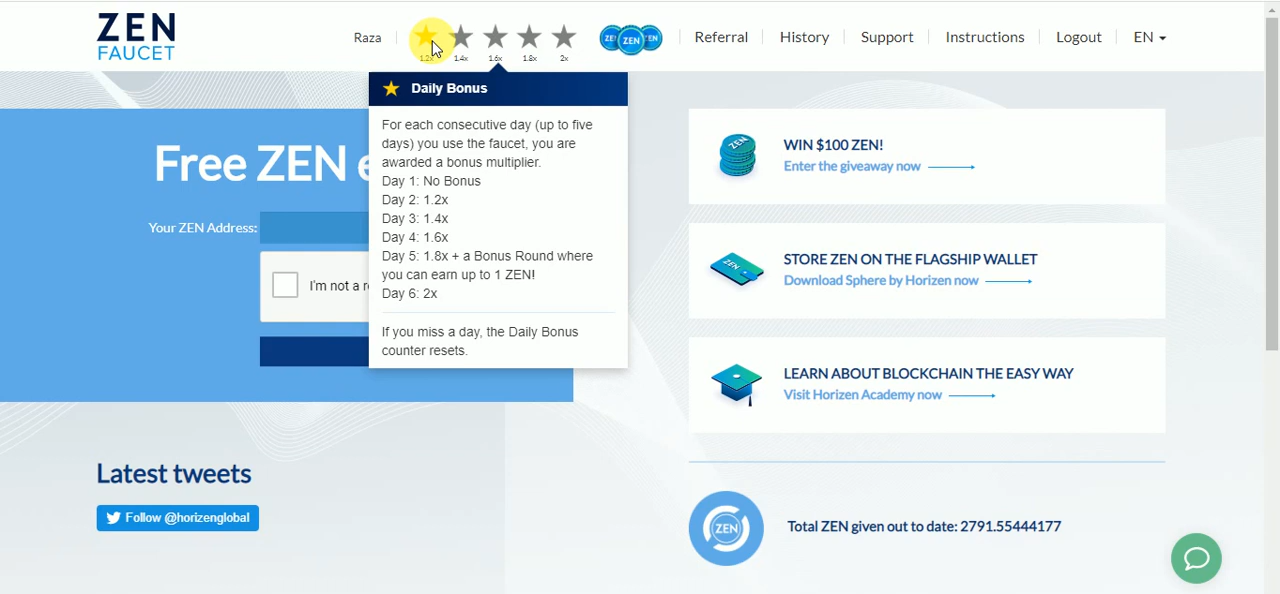 ZEN
FAUCET
Raza
1.2x
1.4x
1.6x
1.8x
2x
ZEN
Referral
History
Support
Instructions
Logout
EN
Daily Bonus
For each consecutive day (up to five
days) you use the faucet, you are
awarded a bonus multiplier.
Day 1: No Bonus
Day 2: 1.2x
Day 3: 1.4x
Day 4: 1.6x
Day 5: 1.8x + a Bonus Round where
you can earn up to 1 ZEN!
Day 6: 2x
If you miss a day, the Daily Bonus
counter resets.
Free ZEN e
Your ZEN Address:
I'm not a r
WIN $100 ZEN!
Enter the giveaway now
STORE ZEN ON THE FLAGSHIP WALLET
Download Sphere by Horizen now
LEARN ABOUT BLOCKCHAIN THE EASY WAY
Visit Horizen Academy now
Latest tweets
Follow @horizenglobal
ZEN
Total ZEN given out to date: 2791.55444177